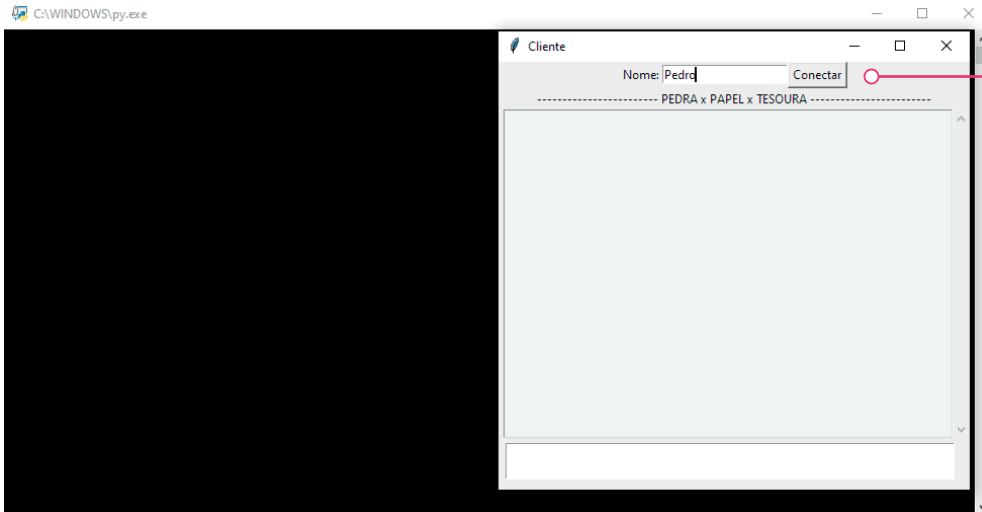 C:\WINDOWS\py.exe
Cliente
Nome: Pedro Conectar
----------------------- PEDRA x PAPEL x TESOURA -----------------------